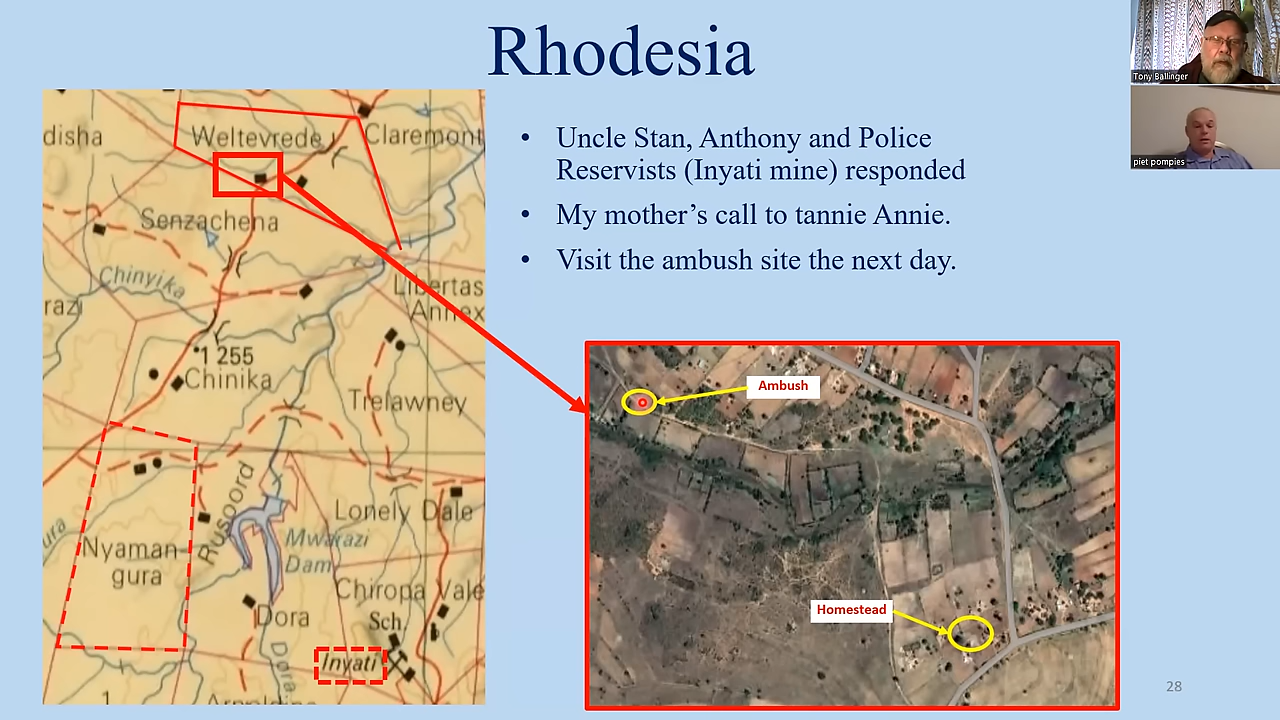 Rhodesia
Tony Ballinger
piet pompies
• Uncle Stan, Anthony and Police
Reservists (Inyati mine) responded
• My mother's call to tannie Annie.
• Visit the ambush site the next day.
disha
Weltevrede
Claremont
Senzachena
Chinyika
razi
Libertas
Annex
1 255
Chinika
Trelawney
Rusoord
Lonely Dale
Nyaman-
gura
Mwarazi
Dam
Chiropa Vale
Dora
Sch
Inyati
Dora
1
Ambush
Homestead
28